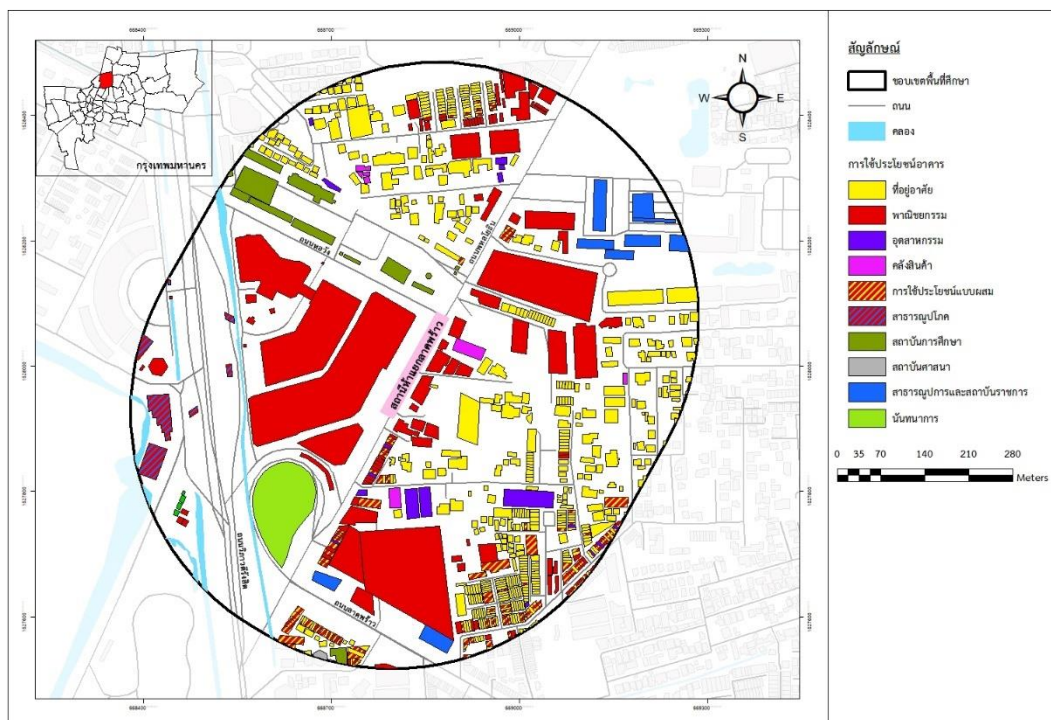 668400 668700 669000 669300
กรุงเทพมหานคร
N
W E
S
ถนนพหลโยธิน
สถานีห้าแยกลาดพร้าว
ถนนวิภาวดีรังสิต
ถนนลาดพร้าว
668400 668700 669000 669300
สัญลักษณ์
ขอบเขตพื้นที่ศึกษา
ถนน
คลอง
การใช้ประโยชน์อาคาร
ที่อยู่อาศัย
พาณิชยกรรม
อุตสาหกรรม
คลังสินค้า
การใช้ประโยชน์แบบผสม
สาธารณูปโภค
สถาบันการศึกษา
สถาบันศาสนา
สาธารณูปการและสถาบันราชการ
นันทนาการ
0 35 70 140 210 280
Meters